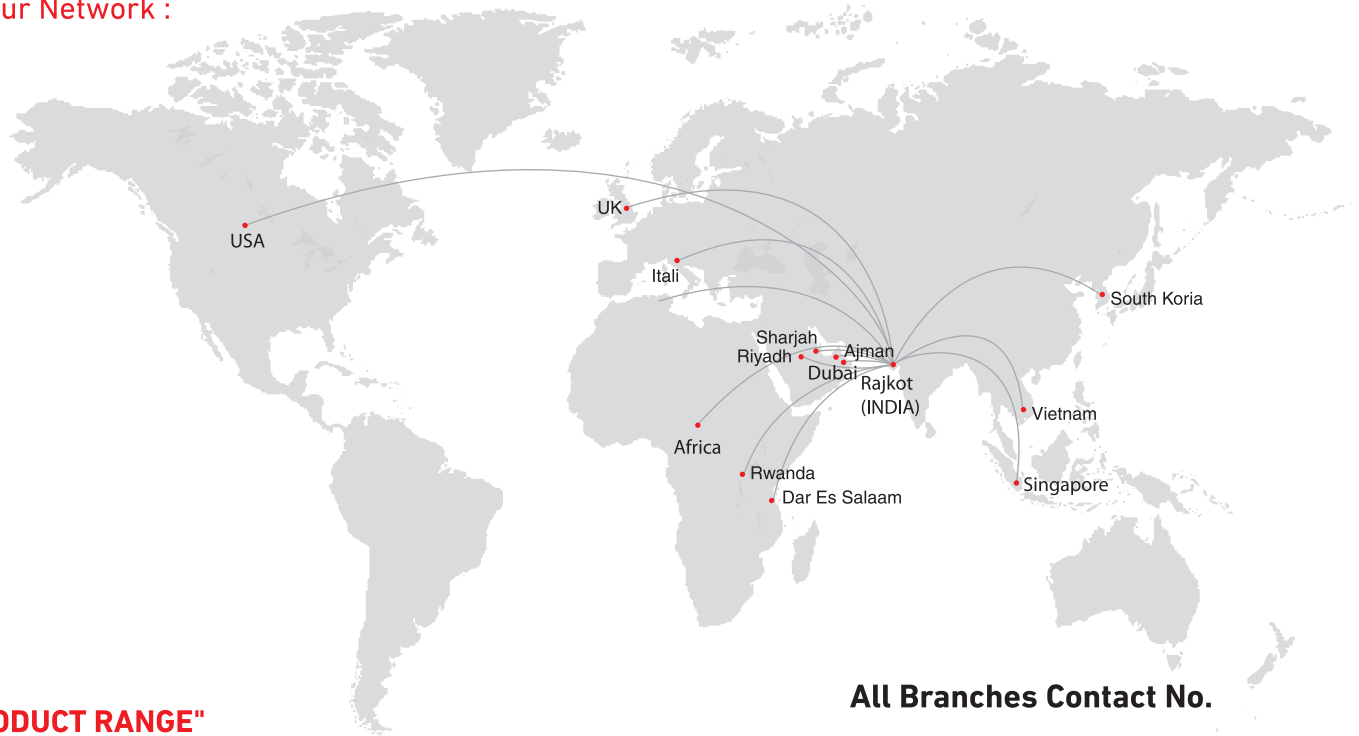 ur Network :
UK
USA
Itali
South Koria
Sharjah
Ajman
Riyadh
Dubai
Rajkot
(INDIA)
Vietnam
Africa
Rwanda
Singapore
Dar Es Salaam
All Branches Contact No.
ODUCT RANGE"